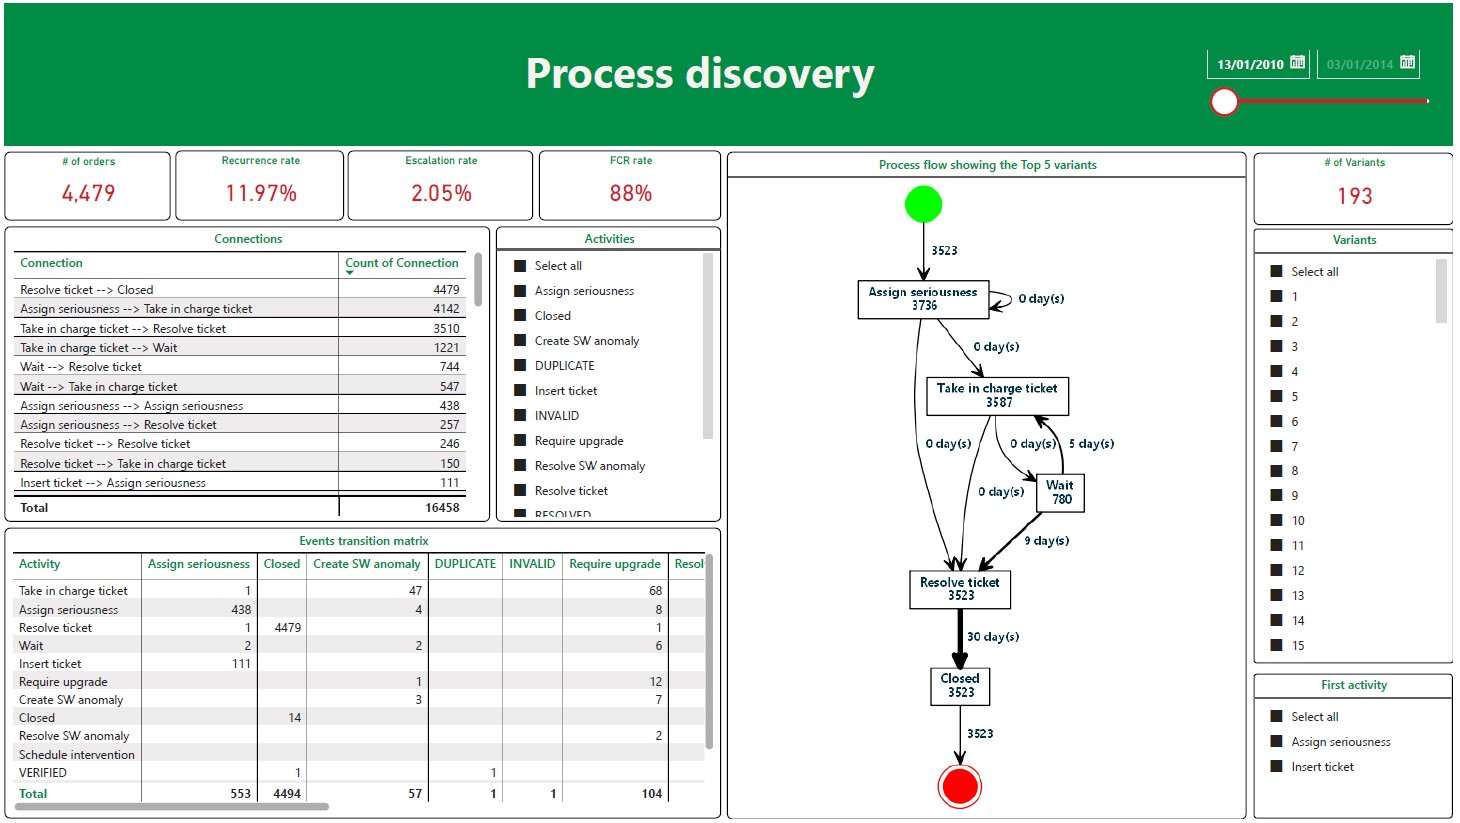 Process discovery
13/01/2010
03/01/2014
# of orders
4,479
Recurrence rate
11.97%
Escalation rate
2.05%
FCR rate
88%
Connections
Connection Count of Connection
Resolve ticket --> Closed 4479
Assign seriousness --> Take in charge ticket 4142
Take in charge ticket --> Resolve ticket 3510
Take in charge ticket --> Wait 1221
Wait --> Resolve ticket 744
Wait --> Take in charge ticket 547
Assign seriousness --> Assign seriousness 438
Assign seriousness --> Resolve ticket 257
Resolve ticket --> Resolve ticket 246
Resolve ticket --> Take in charge ticket 150
Insert ticket --> Assign seriousness 111
Total 16458
Activities
Select all
Assign seriousness
Closed
Create SW anomaly
DUPLICATE
Insert ticket
INVALID
Require upgrade
Resolve SW anomaly
Resolve ticket
RESOLVED
Events transition matrix
Activity Assign seriousness Closed Create SW anomaly DUPLICATE INVALID Require upgrade Resol
Take in charge ticket 1 47 68
Assign seriousness 438 4 8
Resolve ticket 1 4479 1
Wait 2 2 6
Insert ticket 111
Require upgrade 1 12
Create SW anomaly 3 7
Closed 14
Resolve SW anomaly 2
Schedule intervention
VERIFIED 1 1
Total 553 4494 57 1 1 104
Process flow showing the Top 5 variants
3523
Assign seriousness
3736
0 day(s)
0 day(s)
Take in charge ticket
3587
0 day(s)
0 day(s)
5 day(s)
0 day(s)
Wait
780
9 day(s)
Resolve ticket
3523
30 day(s)
Closed
3523
3523
# of Variants
193
Variants
Select all
1
2
3
4
5
6
7
8
9
10
11
12
13
14
15
First activity
Select all
Assign seriousness
Insert ticket